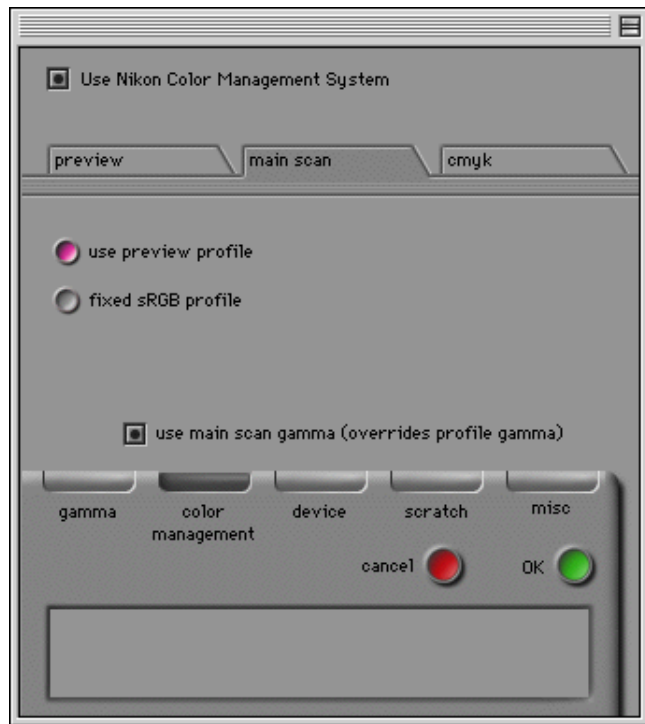 Use Nikon Color Management System
preview
main scan
cmyk
use preview profile
fixed sRGB profile
use main scan gamma (overrides profile gamma)
gamma
color
management
device
scratch
misc
cancel
OK